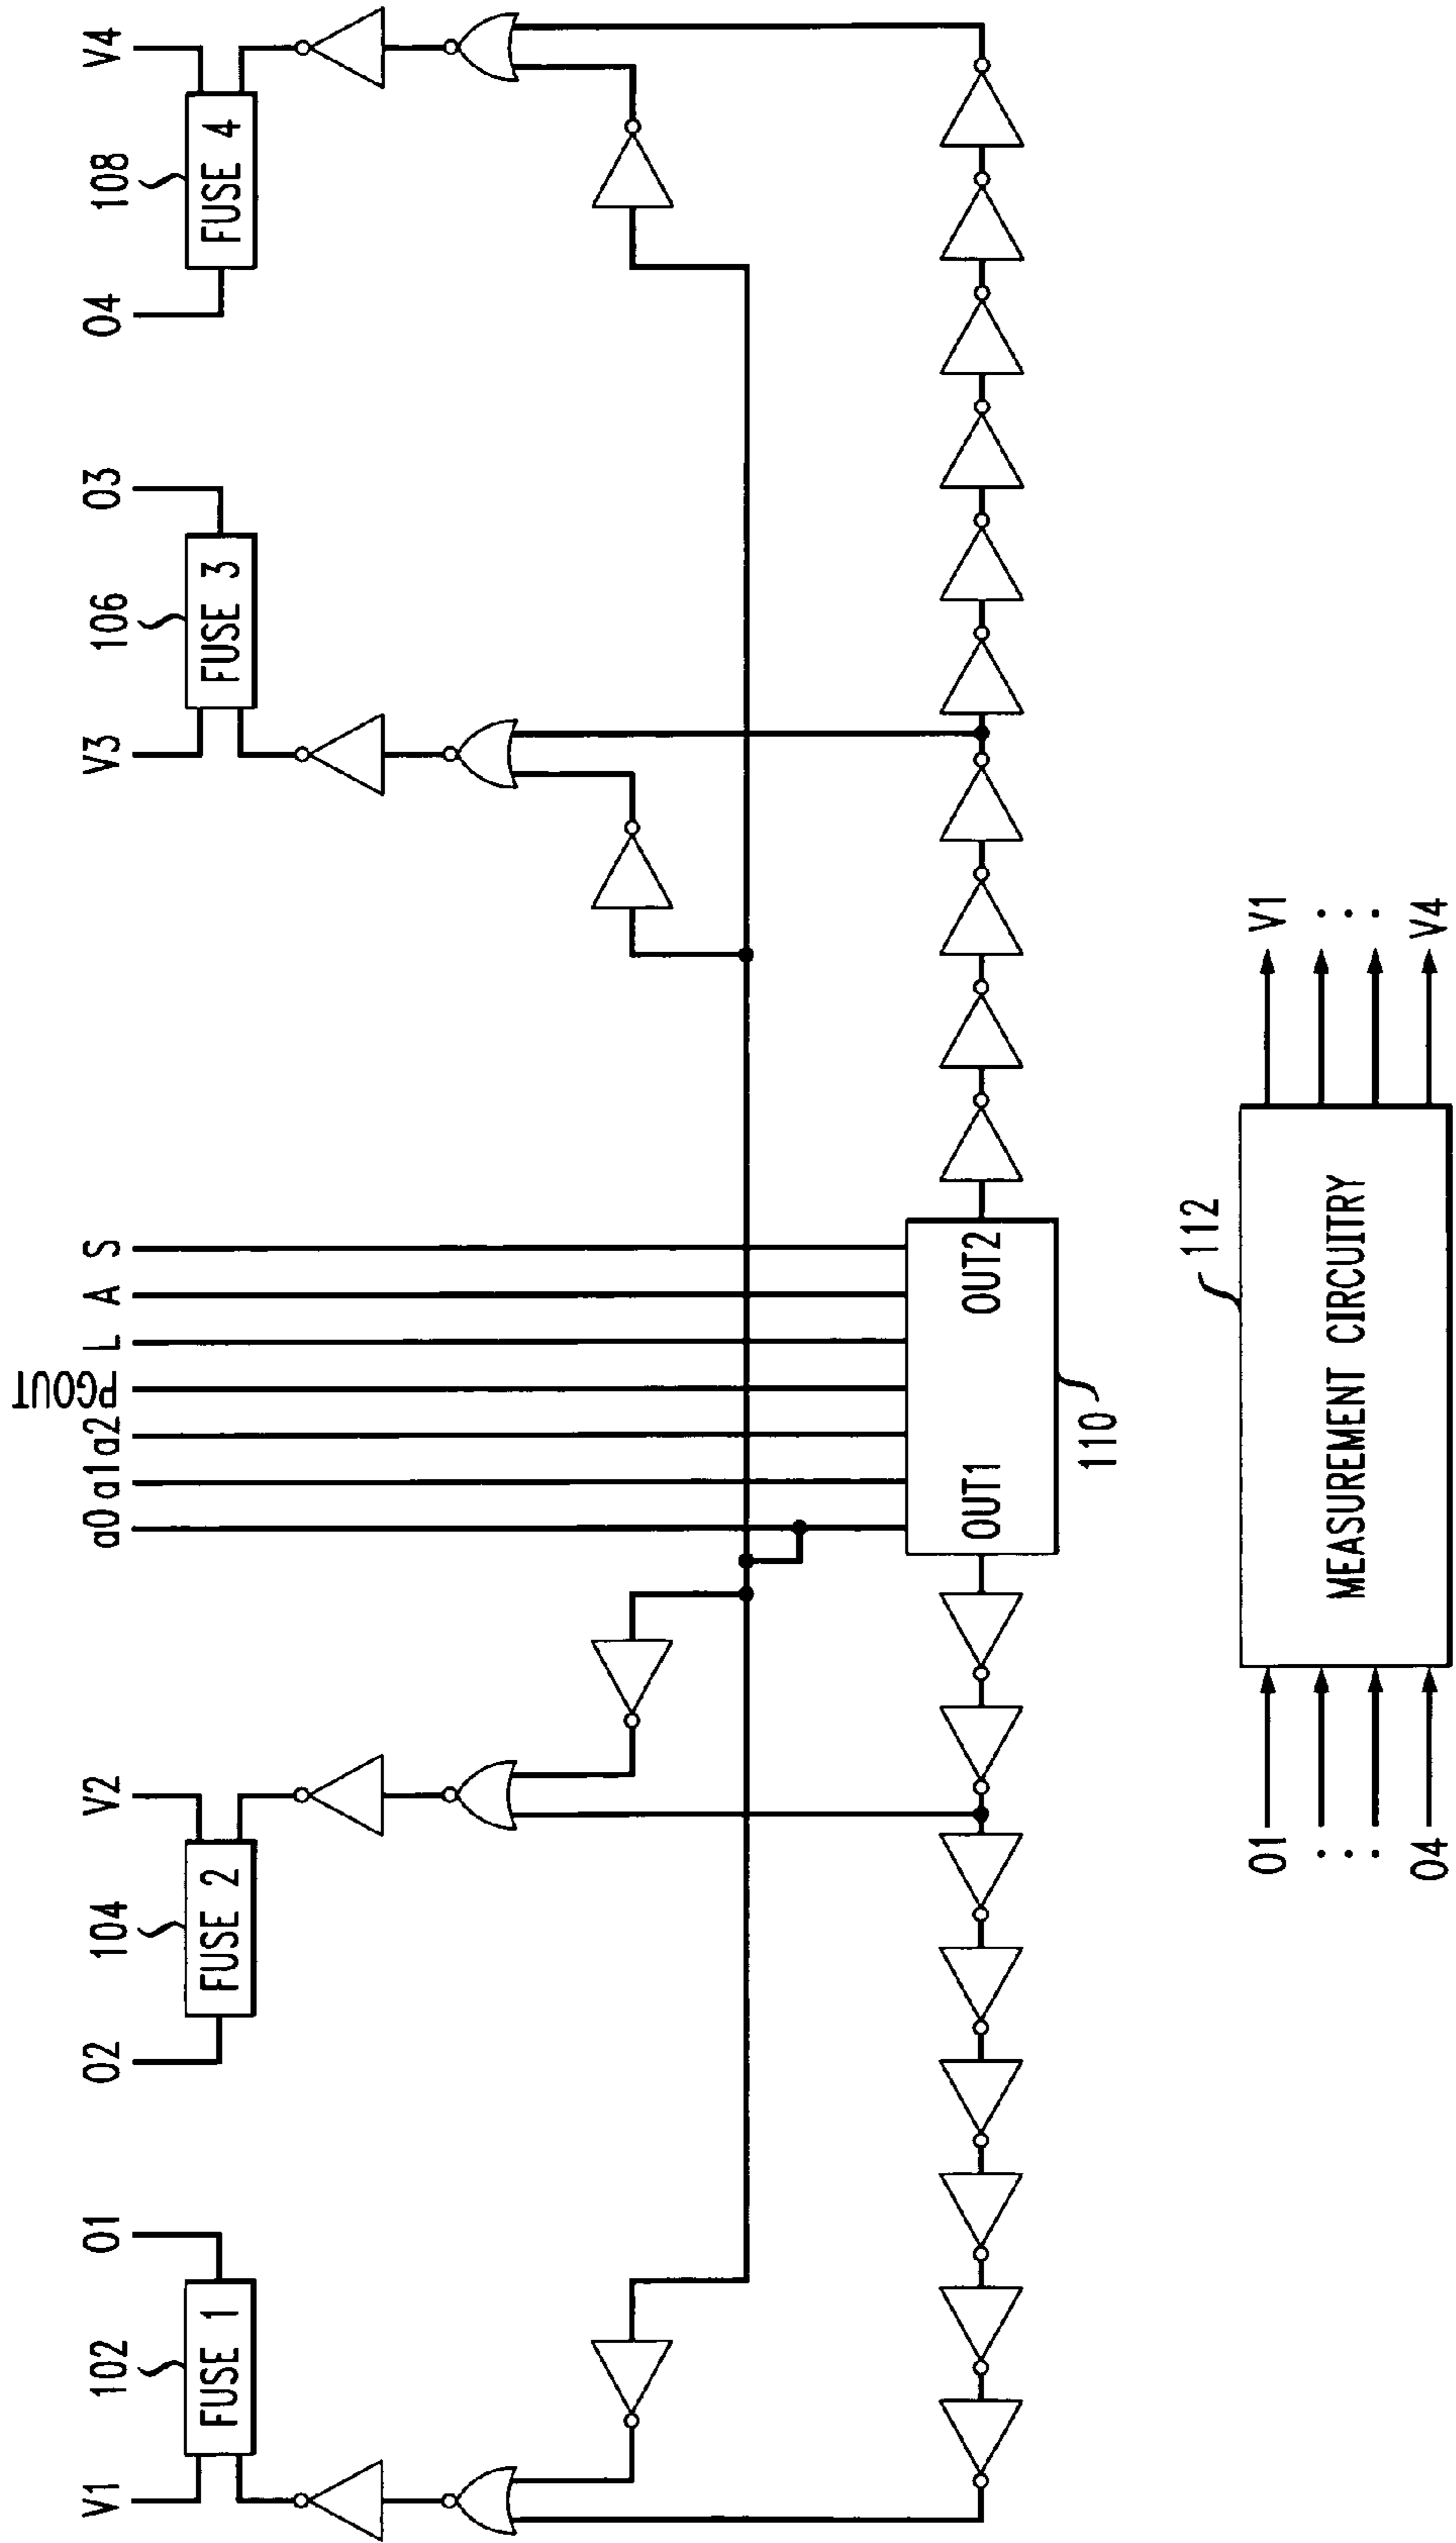 V1 102 O1 O2 104 V2 a0 a1 a2 PGOUT L A S V3 106 O3 O4 108 V4
FUSE 1 FUSE 2 FUSE 3 FUSE 4
OUT1 OUT2
110
112
O1 V1
MEASUREMENT CIRCUITRY
O4 V4